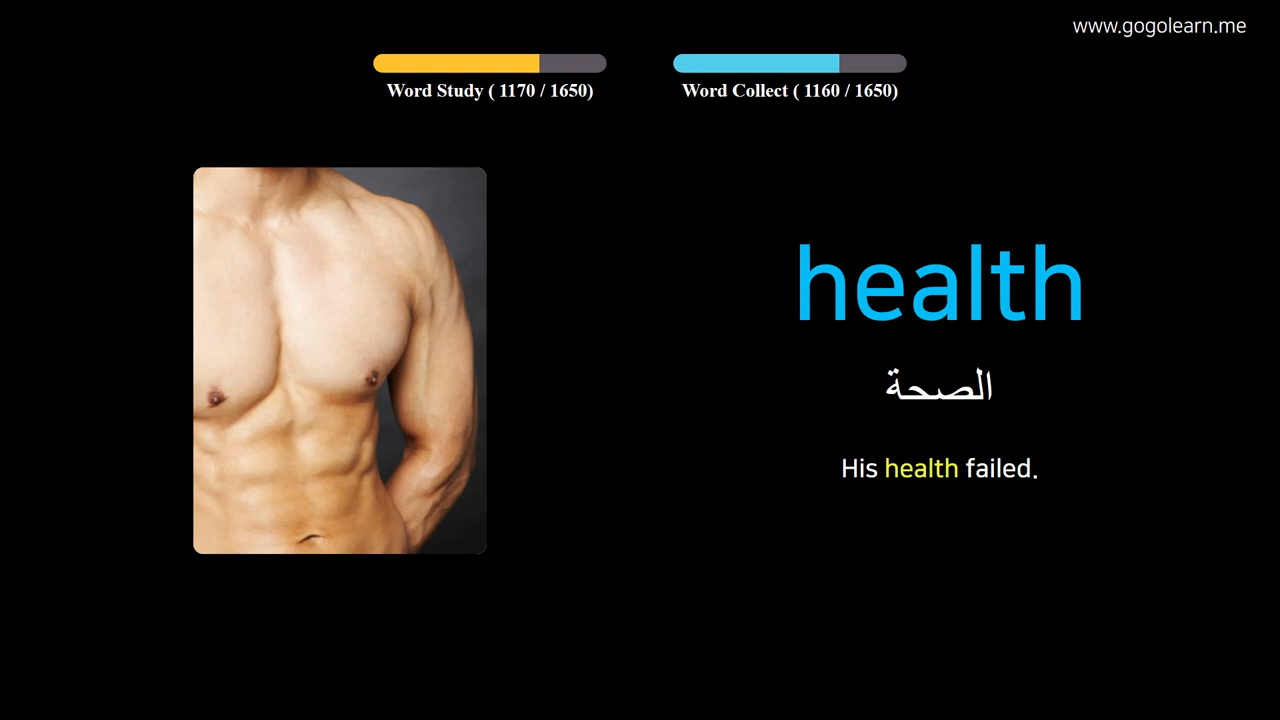 www.gogolearn.me
Word Study ( 1170 / 1650)
Word Collect ( 1160 / 1650)
health
الصحة
His health failed.